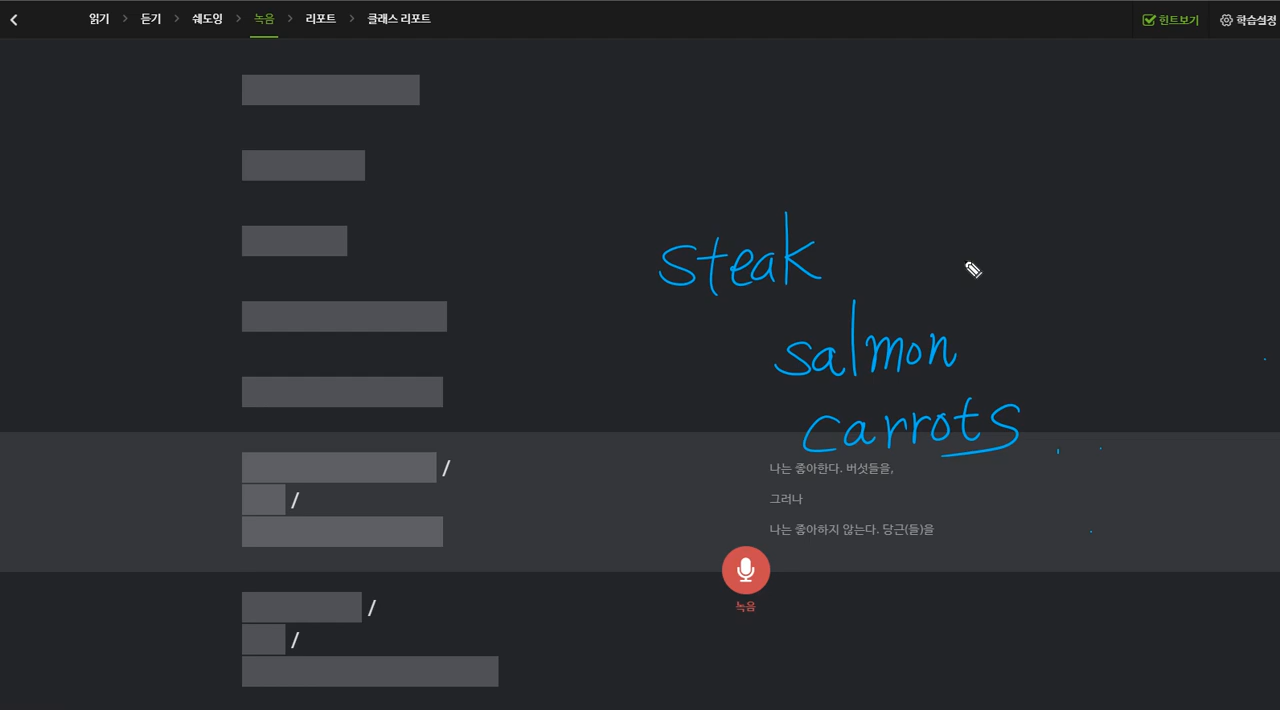 읽기 > 듣기 > 쉐도잉 > 녹음 > 리포트 > 클래스 리포트
힌트보기 학습설정
steak
salmon
carrots
/
/
나는 좋아한다. 버섯들을,
그러나
나는 좋아하지 않는다. 당근(들)을
녹음
/
/